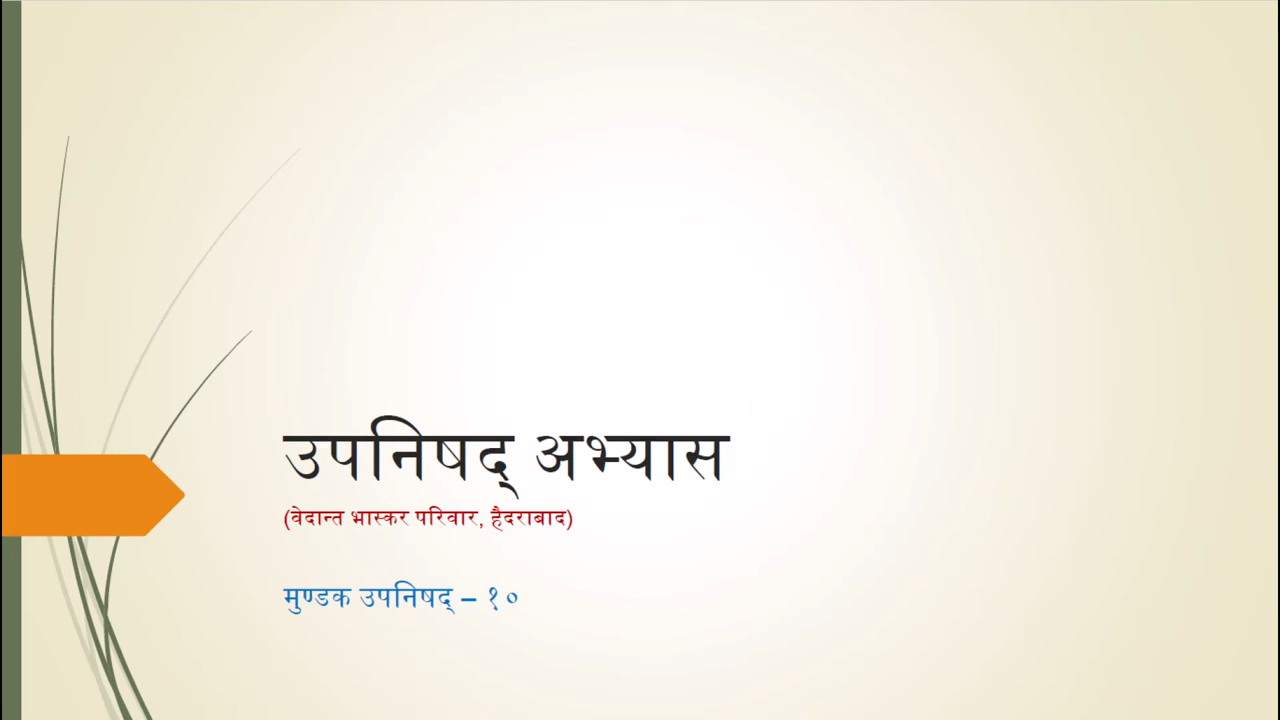 उपनिषद् अभ्यास
(वेदान्त भास्कर परिवार, हैदराबाद)
मुण्डक उपनिषद् – १०